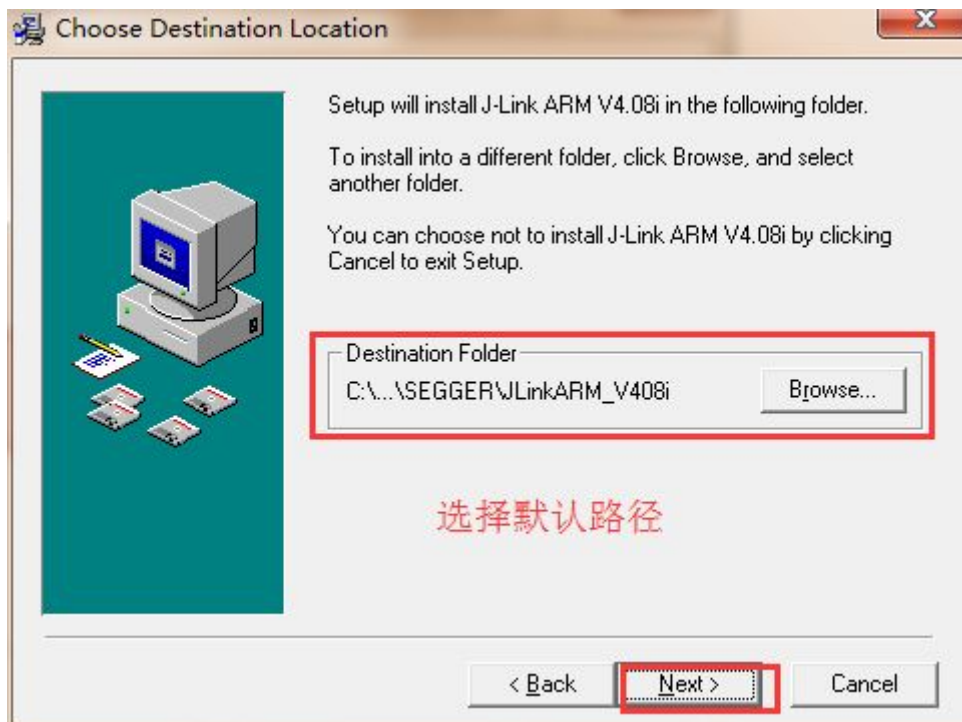 Choose Destination Location
X
Setup will install J-Link ARM V4.08i in the following folder.
To install into a different folder, click Browse, and select
another folder.
You can choose not to install J-Link ARM V4.08i by clicking
Cancel to exit Setup.
Destination Folder
C:\...\SEGGER\JLinkARM_V408i
Browse...
选择默认路径
< Back
Next >
Cancel